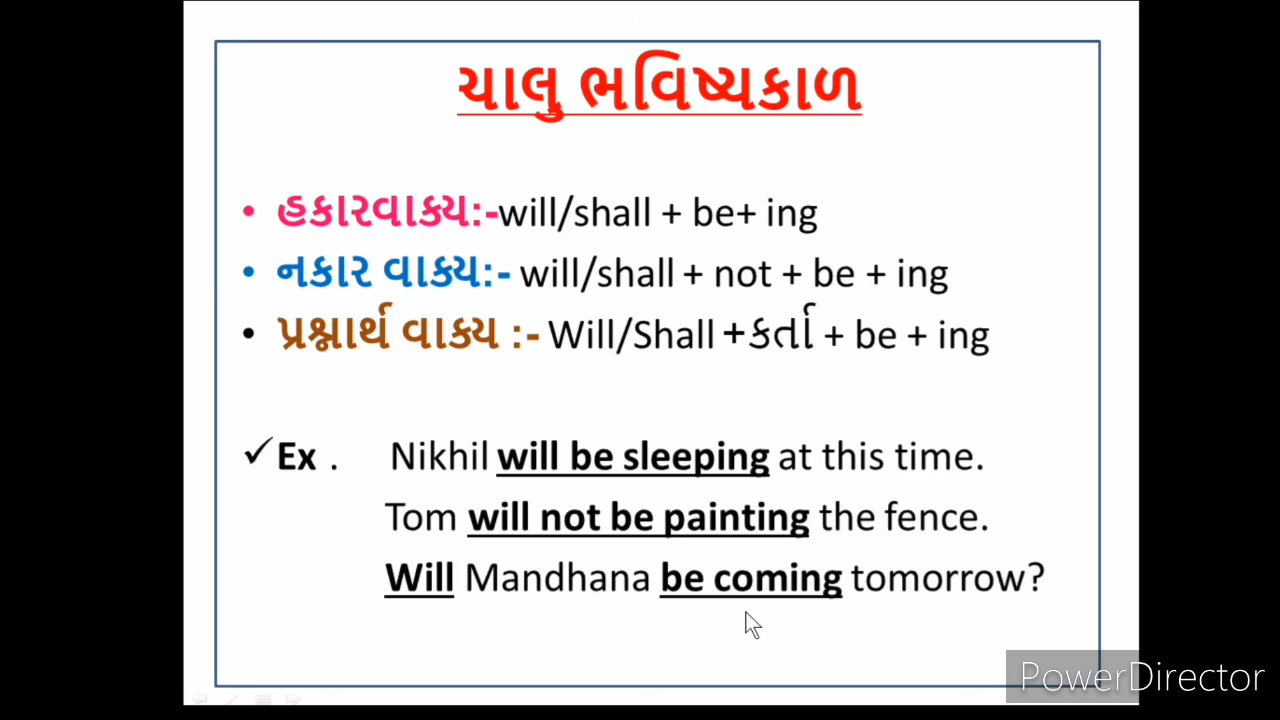 ચાલુ ભવિષ્યકાળ
• હકારવાક્ય:-will/shall + be+ ing
• નકાર વાક્ય:- will/shall + not + be + ing
• પ્રશ્નાર્થ વાક્ય :- Will/Shall +કર્તા + be + ing
✓ Ex . Nikhil will be sleeping at this time.
Tom will not be painting the fence.
Will Mandhana be coming tomorrow?
PowerDirector